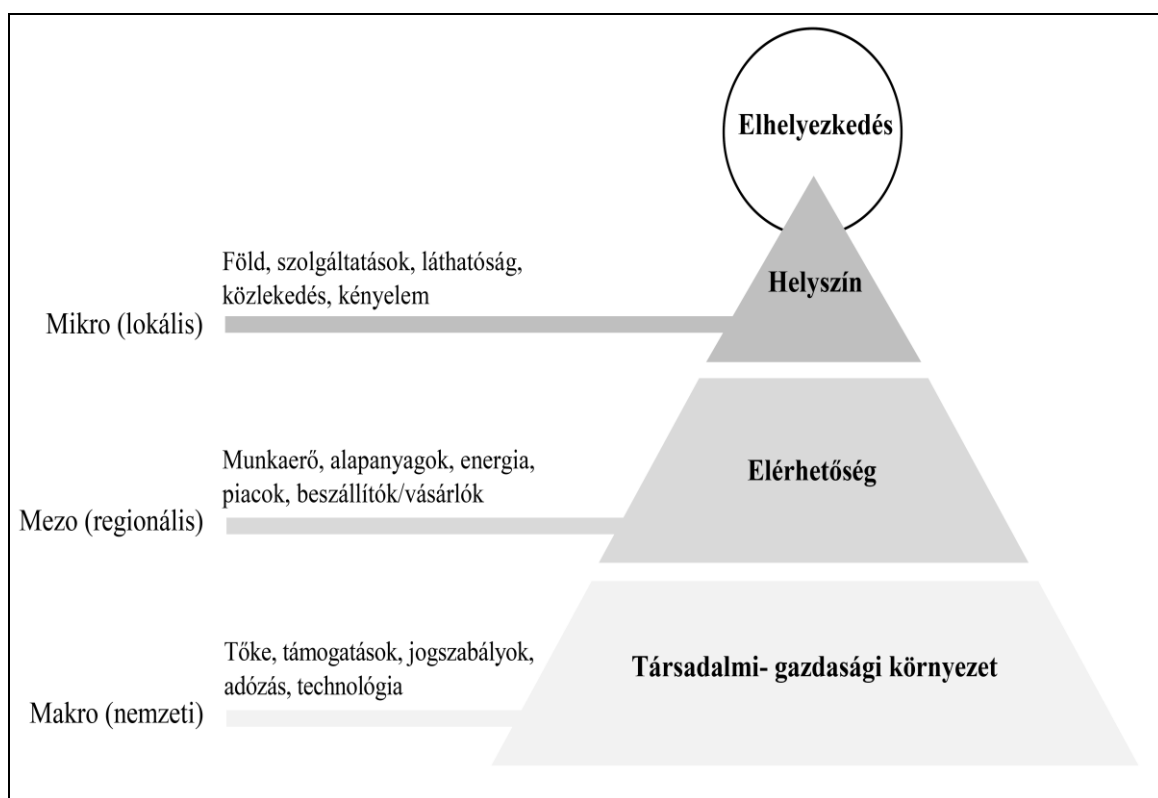 Elhelyezkedés
Helyszín
Föld, szolgáltatások, láthatóság,
közlekedés, kényelem
Mikro (lokális)
Elérhetőség
Munkaerő, alapanyagok, energia,
piacok, beszállítók/vásárlók
Mezo (regionális)
Társadalmi- gazdasági környezet
Tőke, támogatások, jogszabályok,
adózás, technológia
Makro (nemzeti)